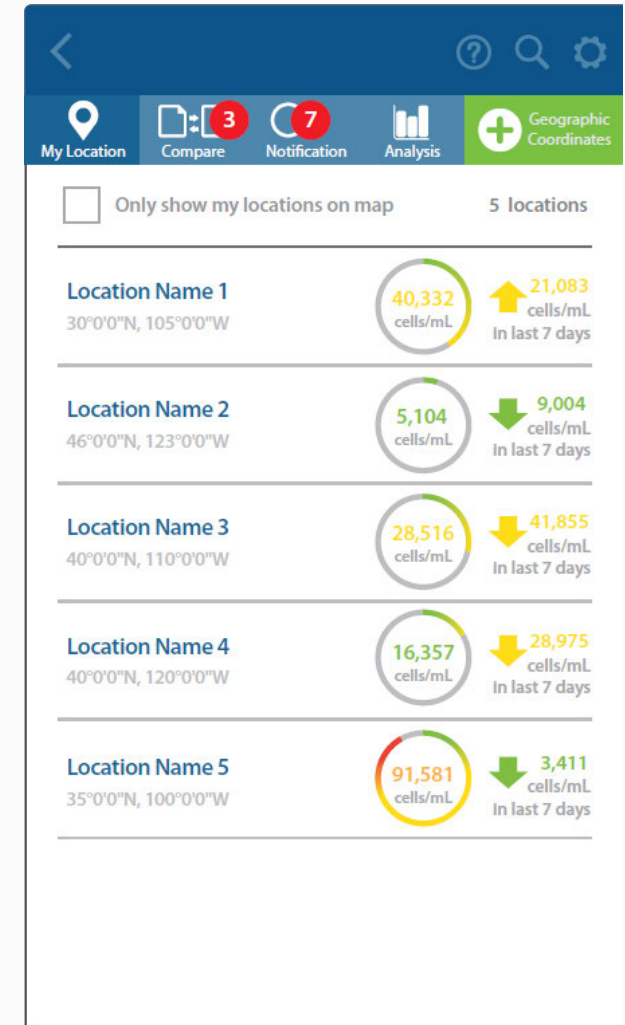 3
7
My Location
Compare
Notification
Analysis
Geographic
Coordinates
Only show my locations on map
5 locations
Location Name 1
30°0'0"N, 105°0'0"W
40,332
cells/mL
21,083
cells/mL
In last 7 days
Location Name 2
46°0'0"N, 123°0'0"W
5,104
cells/mL
9,004
cells/mL
In last 7 days
Location Name 3
40°0'0"N, 110°0'0"W
28,516
cells/mL
41,855
cells/mL
In last 7 days
Location Name 4
40°0'0"N, 120°0'0"W
16,357
cells/mL
28,975
cells/mL
In last 7 days
Location Name 5
35°0'0"N, 100°0'0"W
91,581
cells/mL
3,411
cells/mL
In last 7 days